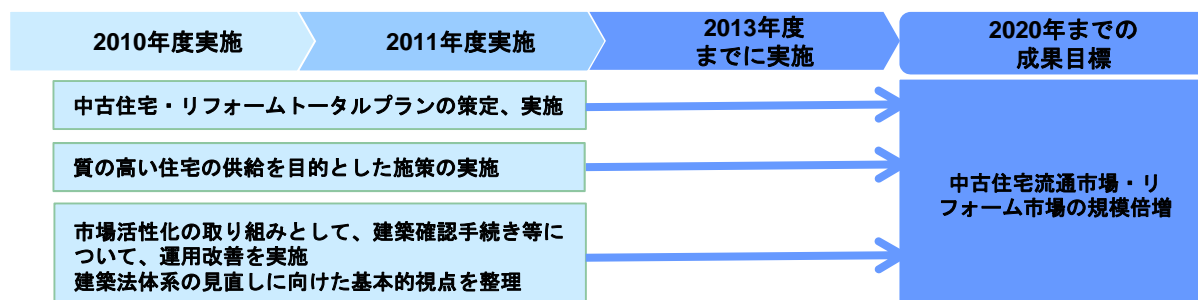 2010年度実施
2011年度実施
2013年度
までに実施
2020年までの
成果目標
中古住宅・リフォームトータルプランの策定、実施
質の高い住宅の供給を目的とした施策の実施
市場活性化の取り組みとして、建築確認手続き等に
ついて、運用改善を実施
建築法体系の見直しに向けた基本的視点を整理
中古住宅流通市場・リ
フォーム市場の規模倍増